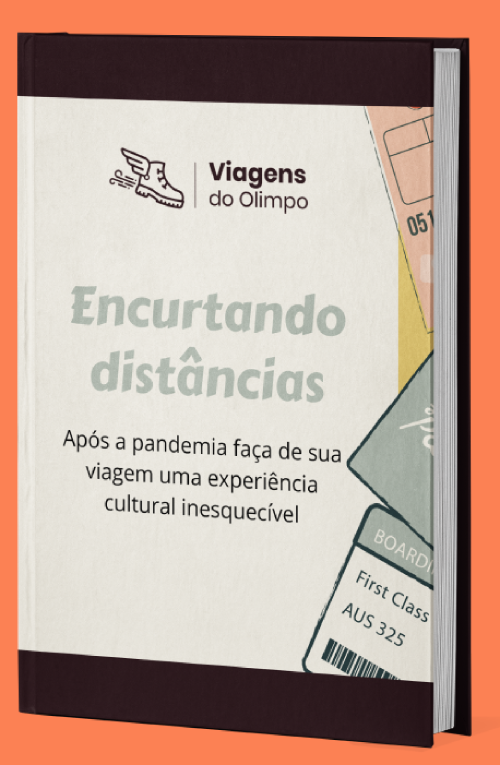 Viagens
do Olimpo
051
Encurtando
distâncias
Após a pandemia faça de sua
viagem uma experiência
cultural inesquecível
First Class
AUS 325